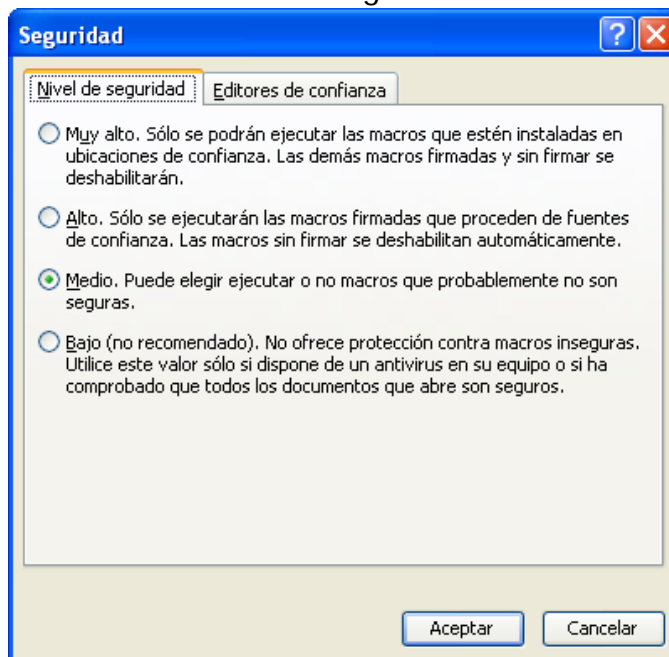 Seguridad
Nivel de seguridad Editores de confianza
Muy alto. Sólo se podrán ejecutar las macros que estén instaladas en
ubicaciones de confianza. Las demás macros firmadas y sin firmar se
deshabilitarán.
Alto. Sólo se ejecutarán las macros firmadas que proceden de fuentes
de confianza. Las macros sin firmar se deshabilitan automáticamente.
Medio. Puede elegir ejecutar o no macros que probablemente no son
seguras.
Bajo (no recomendado). No ofrece protección contra macros inseguras.
Utilice este valor sólo si dispone de un antivirus en su equipo o si ha
comprobado que todos los documentos que abre son seguros.
Aceptar Cancelar